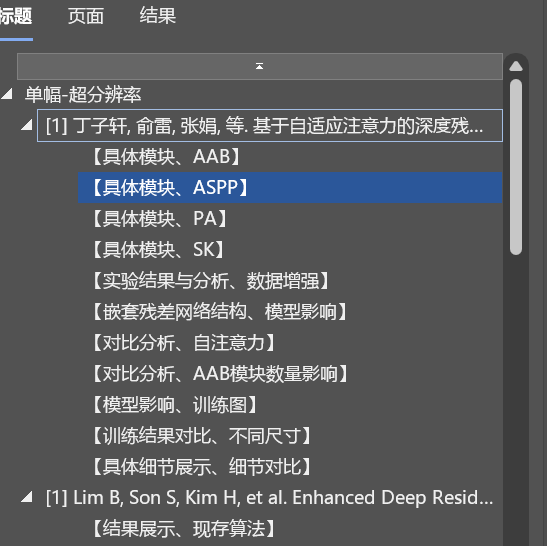 标题 页面 结果
单幅-超分辨率
[1] 丁子轩, 俞雷, 张娟, 等. 基于自适应注意力的深度残...
【具体模块、AAB】
【具体模块、ASPP】
【具体模块、PA】
【具体模块、SK】
【实验结果与分析、数据增强】
【嵌套残差网络结构、模型影响】
【对比分析、自注意力】
【对比分析、AAB模块数量影响】
【模型影响、训练图】
【训练结果对比、不同尺寸】
【具体细节展示、细节对比】
[1] Lim B, Son S, Kim H, et al. Enhanced Deep Resid...
【结果展示、现存算法】